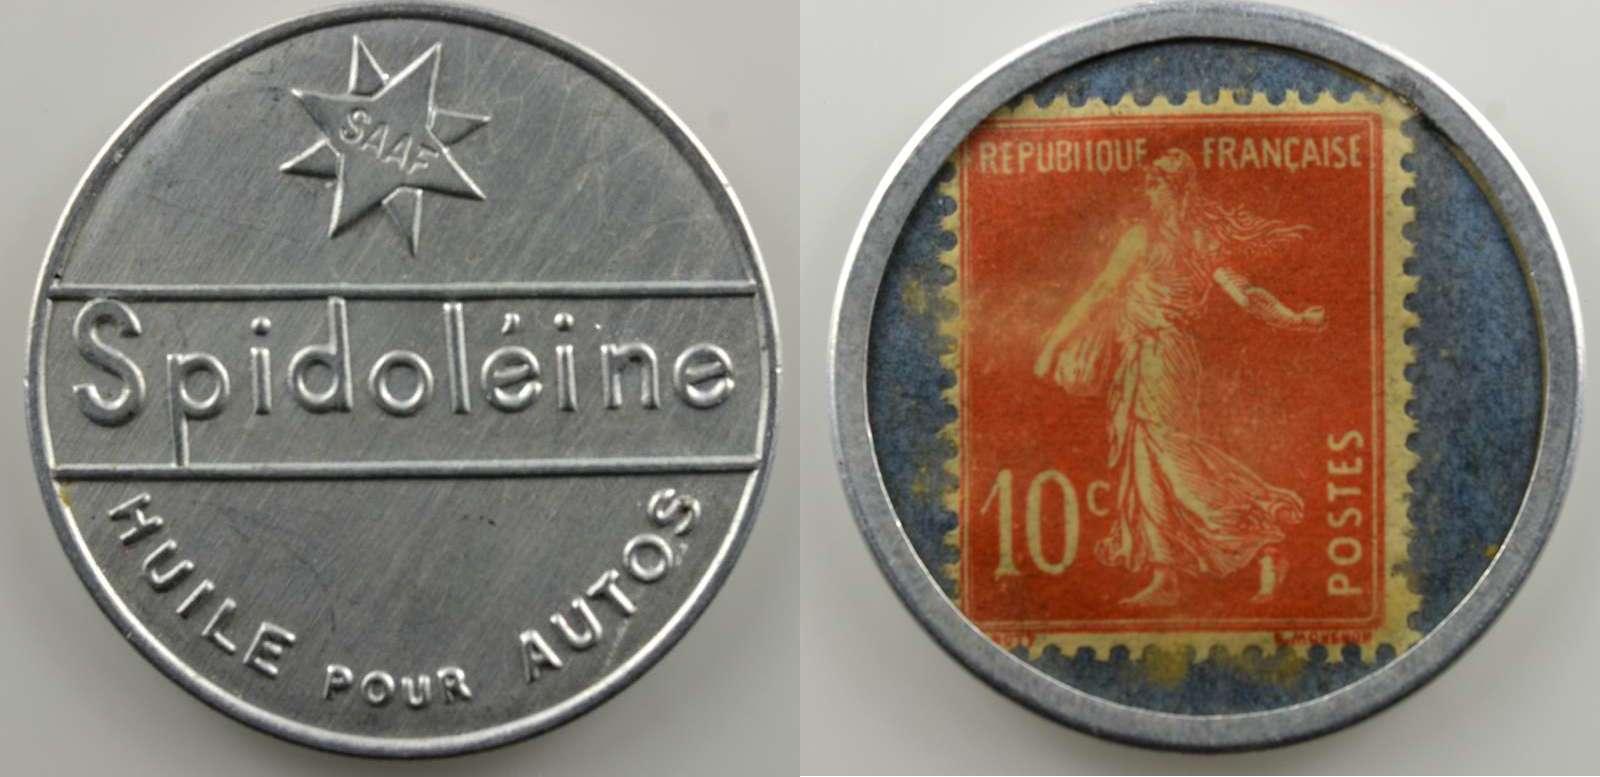 SAAF
Spidoléine
HUILE POUR AUTOS
REPUBLIQUE FRANÇAISE
10c
POSTES